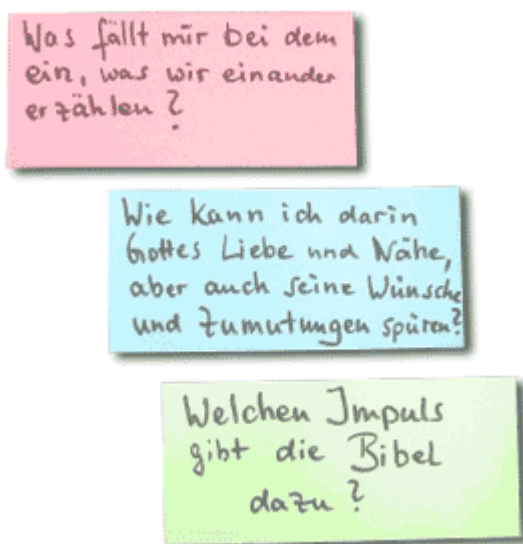 Was fällt mir bei dem
ein, was wir einander
erzählen?
Wie kann ich darin
Gottes Liebe und Nähe,
aber auch seine Wünsche
und Zumutungen spüren?
Welchen Impuls
gibt die Bibel
dazu?